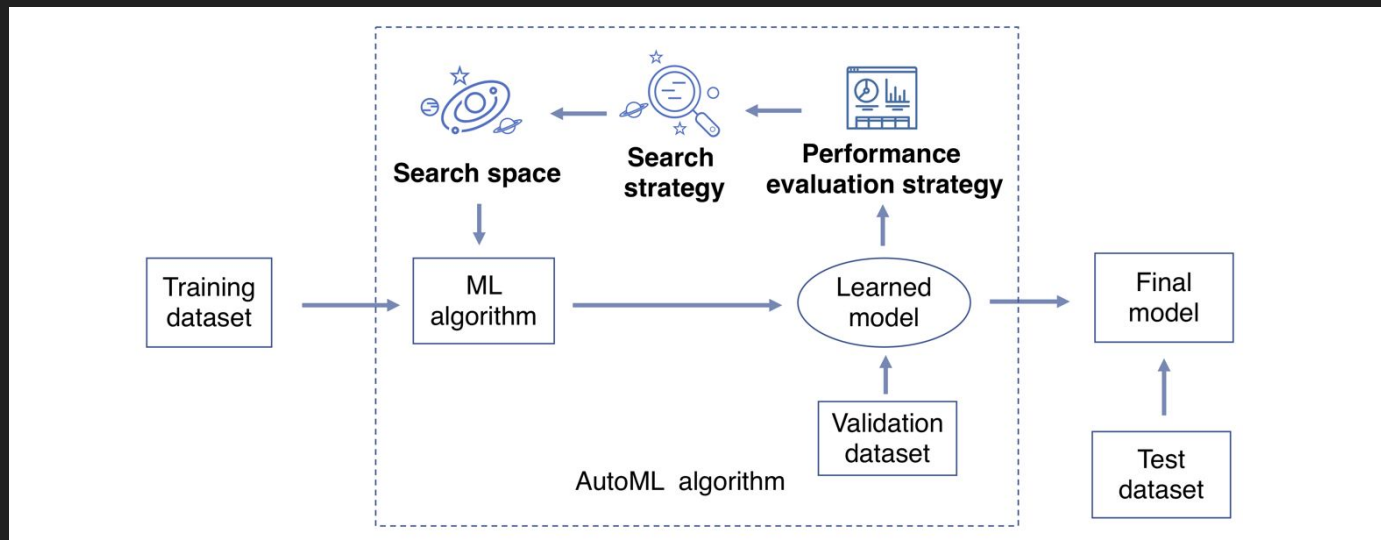 Search space
Search
strategy
Performance
evaluation strategy
Training
dataset
ML
algorithm
Learned
model
Final
model
Validation
dataset
Test
dataset
AutoML algorithm